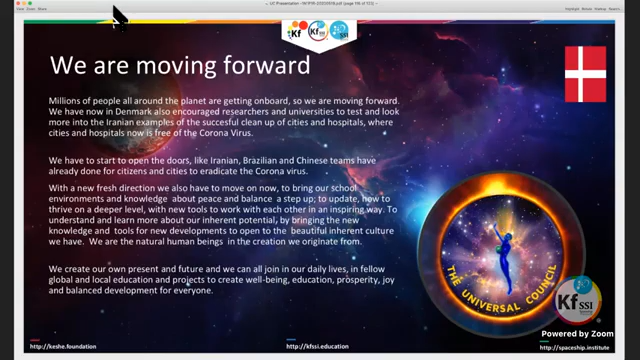 We are moving forward
Millions of people all around the planet are getting onboard, so we are moving forward.
We have now in Denmark also encouraged researchers and universities to test and look
more into the Iranian examples of the succesful clean up of cities and hospitals, where
cities and hospitals now is free of the Corona Virus.
We have to start to open the doors, like Iranian, Brazilian and Chinese teams have
already done for citizens and cities to eradicate the Corona virus.
With a new fresh direction we also have to move on now, to bring our school
environments and knowledge about peace and balance a step up; to update, how to
thrive on a deeper level, with new tools to work with each other in an inspiring way. To
understand and learn more about our inherent potential, by bringing the new
knowledge and tools for new developments to open to the beautiful inherent culture
we have. We are the natural human beings in the creation we originate from.
We create our own present and future and we can all join in our daily lives, in fellow
global and local education and projects to create well-being, education, prosperity, joy
and balanced development for everyone.
THE UNIVERSAL COUNCIL
Kf SSI
Powered by Zoom
http://keshe.foundation
http://kfssi.education
http://spaceship.institute